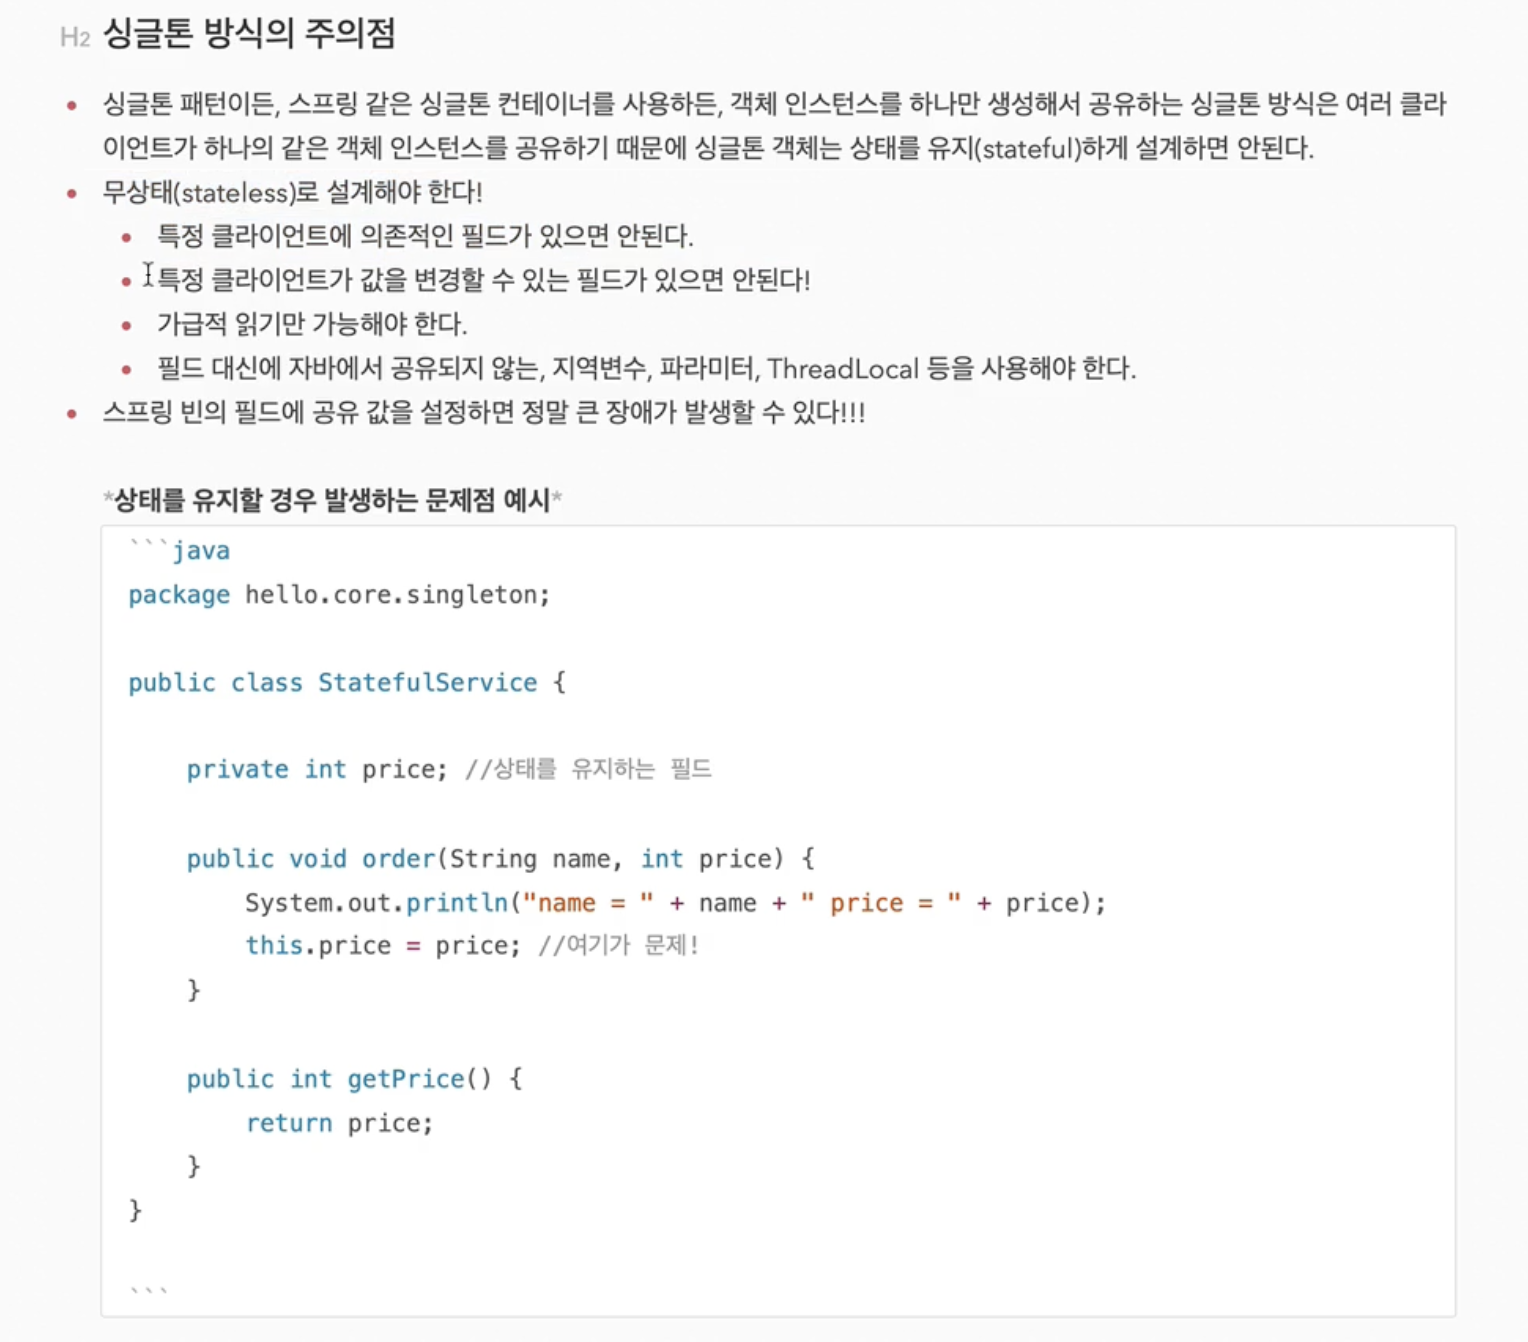 H2 싱글톤 방식의 주의점
• 싱글톤 패턴이든, 스프링 같은 싱글톤 컨테이너를 사용하든, 객체 인스턴스를 하나만 생성해서 공유하는 싱글톤 방식은 여러 클라
이언트가 하나의 같은 객체 인스턴스를 공유하기 때문에 싱글톤 객체는 상태를 유지(stateful)하게 설계하면 안된다.
• 무상태(stateless)로 설계해야 한다!
• 특정 클라이언트에 의존적인 필드가 있으면 안된다.
• 특정 클라이언트가 값을 변경할 수 있는 필드가 있으면 안된다!
• 가급적 읽기만 가능해야 한다.
• 필드 대신에 자바에서 공유되지 않는, 지역변수, 파라미터, ThreadLocal 등을 사용해야 한다.
• 스프링 빈의 필드에 공유 값을 설정하면 정말 큰 장애가 발생할 수 있다!!!
*상태를 유지할 경우 발생하는 문제점 예시*
```java
package hello.core.singleton;
public class StatefulService {
private int price; //상태를 유지하는 필드
public void order(String name, int price) {
System.out.println("name = " + name + " price = " + price);
this.price = price; //여기가 문제!
}
public int getPrice() {
return price;
}
}
```